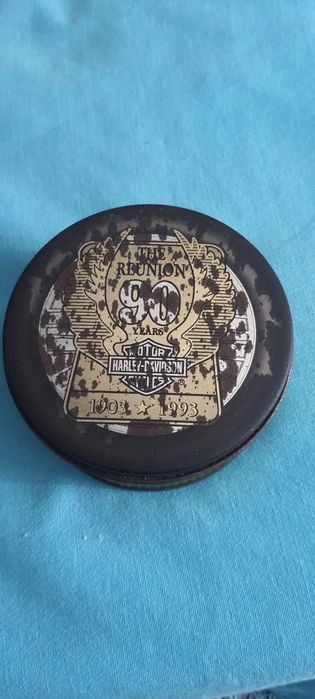 THE
REUNION
90
YEARS
MOTOR
HARLEY-DAVIDSON
CYCLES
1903 ★ 1993